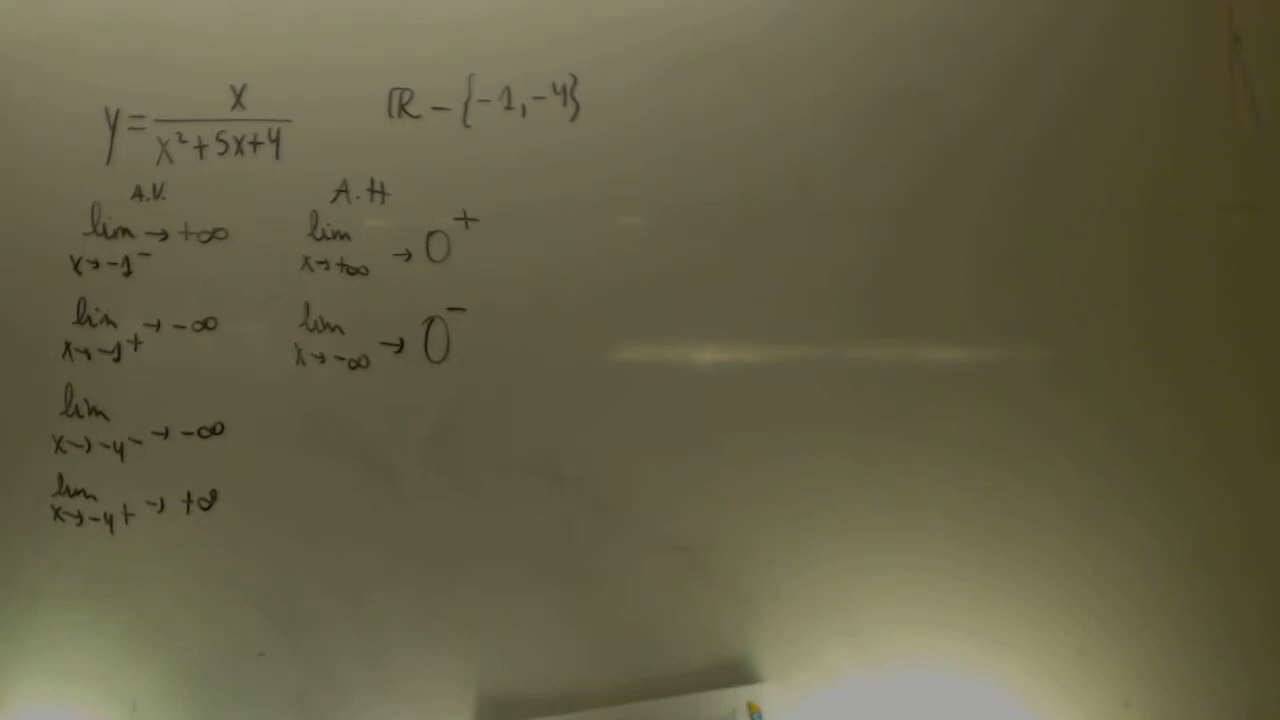 y = x / (x² + 5x + 4)    ℝ - {-1, -4}
A.V.    A.H
lim x→-1⁻ → +∞    lim x→+∞ → 0⁺
lim x→-1⁺ → -∞    lim x→-∞ → 0⁻
lim x→-4⁻ → -∞
lim x→-4⁺ → +∞